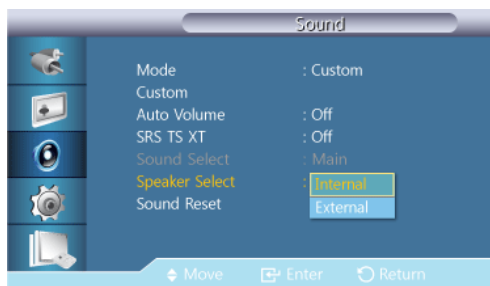 Sound
Mode : Custom
Custom
Auto Volume : Off
SRS TS XT : Off
Sound Select : Main
Speaker Select : Internal
External
Sound Reset
Move Enter Return